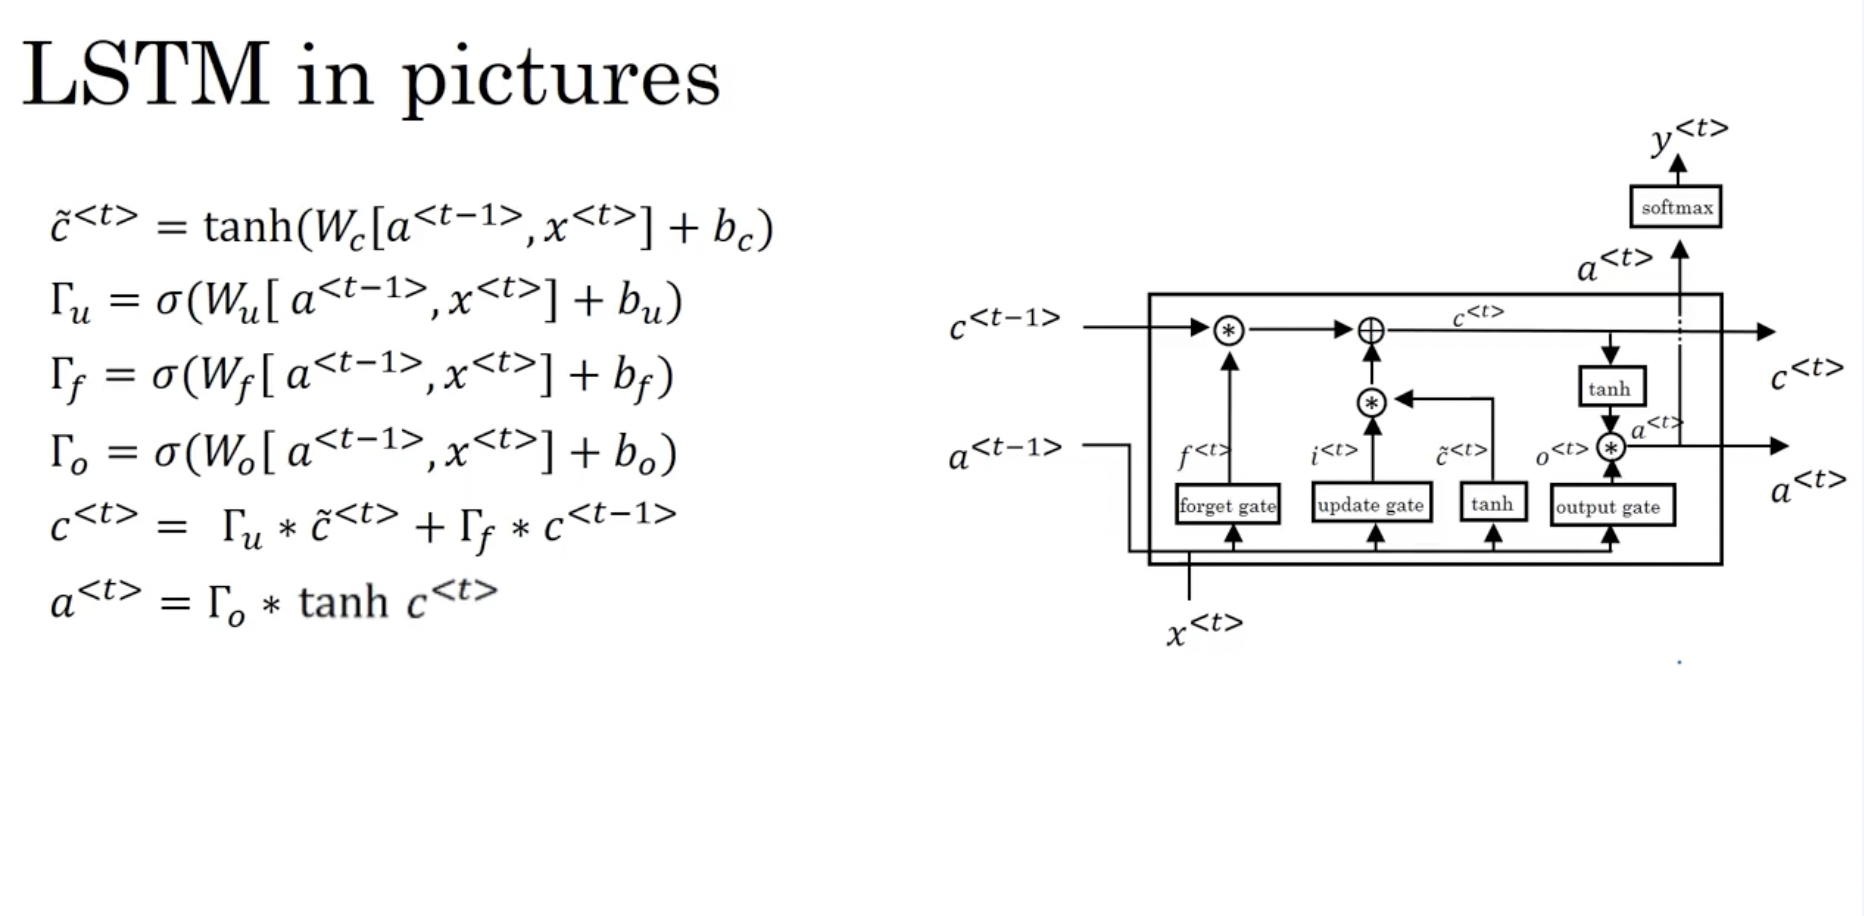 LSTM in pictures
c̃<t> = tanh(W_c[a<t−1>, x<t>] + b_c)
Γ_u = σ(W_u[ a<t−1>, x<t>] + b_u)
Γ_f = σ(W_f[ a<t−1>, x<t>] + b_f)
Γ_o = σ(W_o[ a<t−1>, x<t>] + b_o)
c<t> = Γ_u * c̃<t> + Γ_f * c<t−1>
a<t> = Γ_o * tanh c<t>
y<t>
softmax
a<t>
c<t−1>
*
⊕
c<t>
tanh
c<t>
*
a<t−1>
f<t>
i<t>
c̃<t>
o<t>
*
a<t>
a<t>
forget gate
update gate
tanh
output gate
x<t>